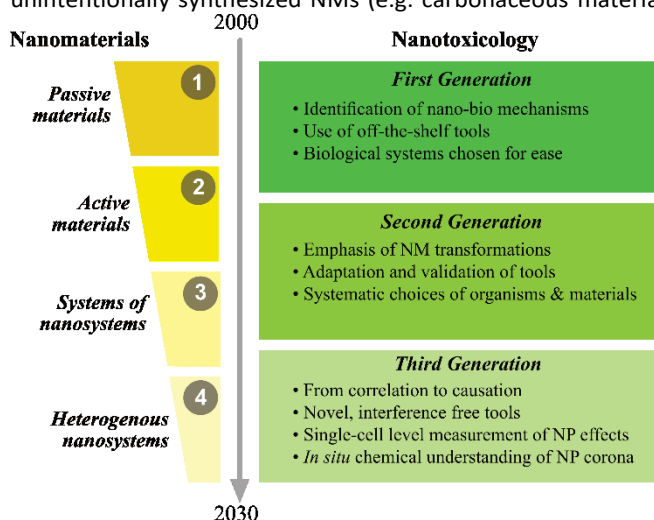 unintentionally synthesized NMs (e.g. carbonaceous materia
2000
Nanomaterials
Nanotoxicology
1
Passive
materials
2
Active
materials
3
Systems of
nanosystems
4
Heterogenous
nanosystems
First Generation
• Identification of nano-bio mechanisms
• Use of off-the-shelf tools
• Biological systems chosen for ease
Second Generation
• Emphasis of NM transformations
• Adaptation and validation of tools
• Systematic choices of organisms & materials
Third Generation
• From correlation to causation
• Novel, interference free tools
• Single-cell level measurement of NP effects
• In situ chemical understanding of NP corona
2030